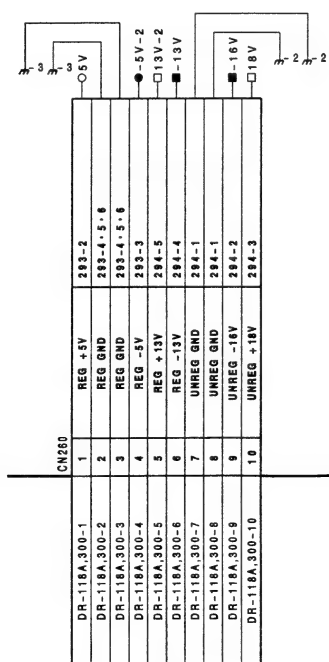 CN260
DR-118A,300-1 1 REG +5V 293-2 5V
DR-118A,300-2 2 REG GND 293-4·5·6 -3
DR-118A,300-3 3 REG GND 293-4·5·6 -3
DR-118A,300-4 4 REG -5V 293-3 -5V-2
DR-118A,300-5 5 REG +13V 294-5 13V-2
DR-118A,300-6 6 REG -13V 294-4 -13V
DR-118A,300-7 7 UNREG GND 294-1 -2
DR-118A,300-8 8 UNREG GND 294-1 -2
DR-118A,300-9 9 UNREG -16V 294-2 -16V
DR-118A,300-10 10 UNREG +18V 294-3 18V